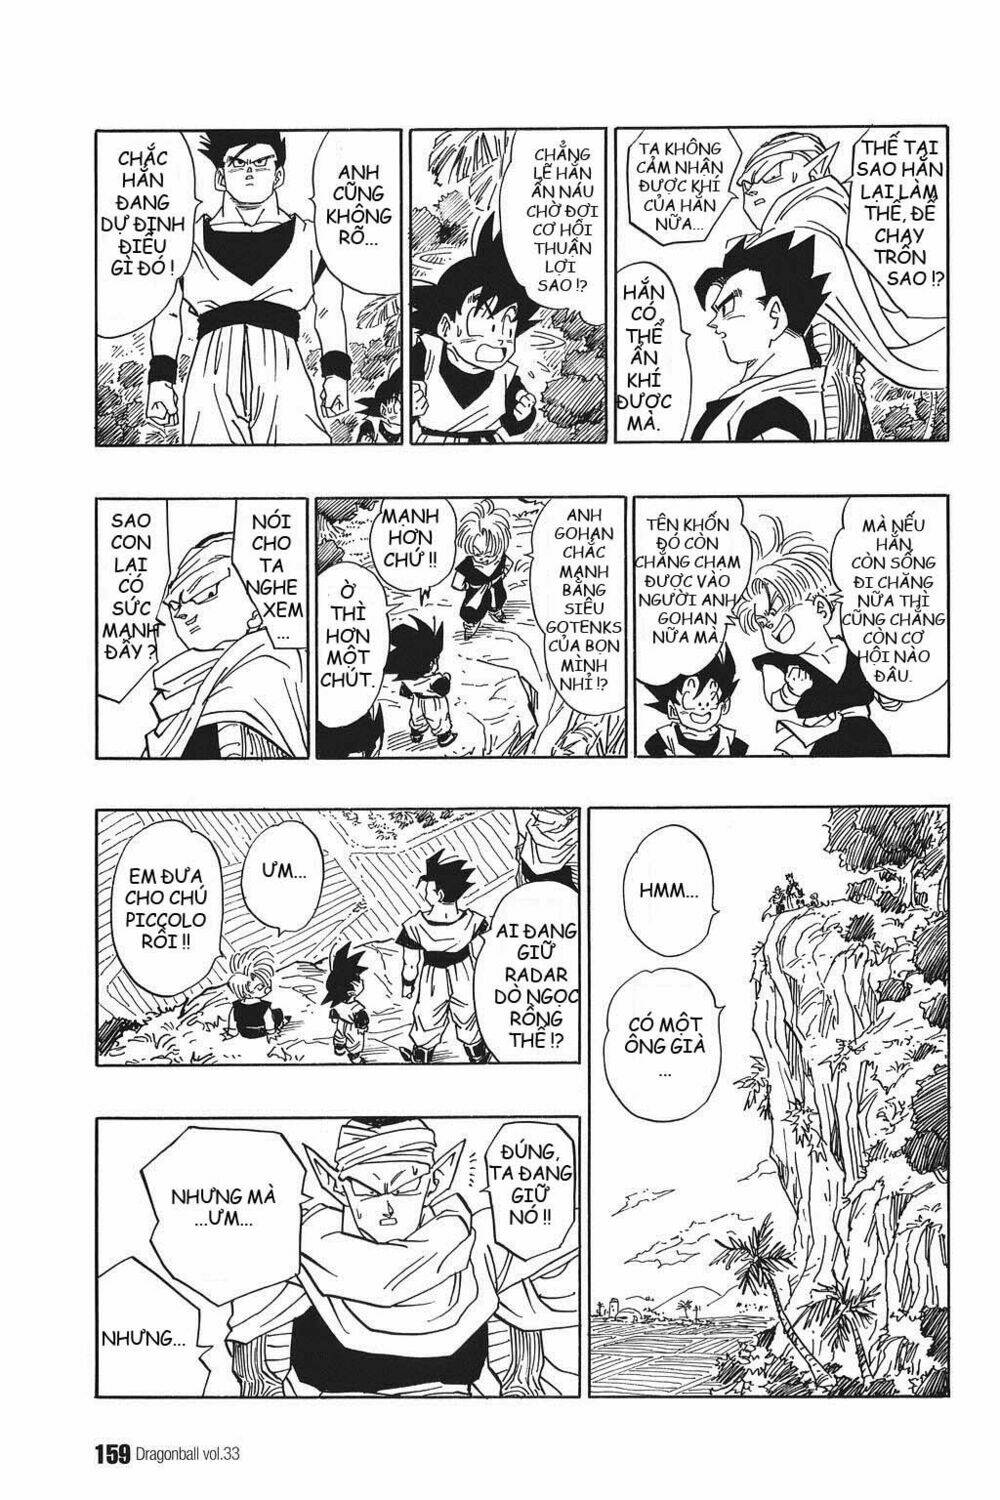 THẾ TẠI
SAO HẮN
LẠI LÀM
THẾ, ĐỂ
CHẠY
TRỐN
SAO !?
TA KHÔNG
CẢM NHẬN
ĐƯỢC KHÍ
CỦA HẮN
NỮA...
HẮN
CÓ
THỂ
ẨN
KHÍ
ĐƯỢC
MÀ.
CHẲNG
LẼ HẮN
ẨN NÁU
CHỜ ĐỢI
CƠ HỘI
THUẬN
LỢI
SAO !?
ANH
CŨNG
KHÔNG
RÕ...
CHẮC
HẲN
ĐANG
DỰ ĐỊNH
ĐIỀU
GÌ ĐÓ !
MÀ NẾU
HẮN
CÒN SỐNG
ĐI CHĂNG
NỮA THÌ
CŨNG CHẲNG
CÒN CƠ
HỘI NÀO
ĐÂU.
TÊN KHỐN
ĐÓ CÒN
CHẲNG CHẠM
ĐƯỢC VÀO
NGƯỜI ANH
GOHAN
NỮA MÀ.
ANH
GOHAN
CHẮC
MẠNH
BẰNG
SIÊU
GOTENKS
CỦA BỌN
MÌNH
NHỈ !?
MẠNH
HƠN
CHỨ !!
Ờ
THÌ
HƠN
MỘT
CHÚT.
NÓI
CHO
TA
NGHE
XEM
...
SAO
CON
LẠI
CÓ
SỨC
MẠNH
ĐẤY ?
HMM...
CÓ MỘT
ÔNG GIÀ
...
AI ĐANG
GIỮ
RADAR
DÒ NGỌC
RỒNG
THẾ !?
ƯM...
EM ĐƯA
CHO CHÚ
PICCOLO
RỒI !!
ĐÚNG,
TA ĐANG
GIỮ
NÓ !!
NHƯNG MÀ
...ƯM...
NHƯNG...
159 Dragonball vol.33